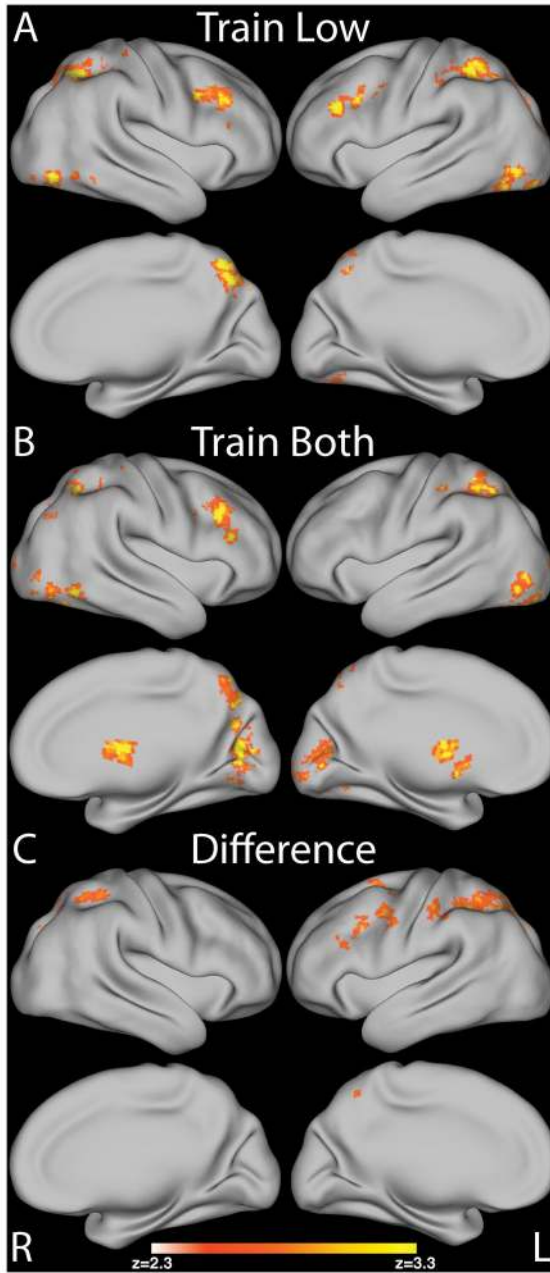 A Train Low
B Train Both
C Difference
R L
z=2.3 z=3.3